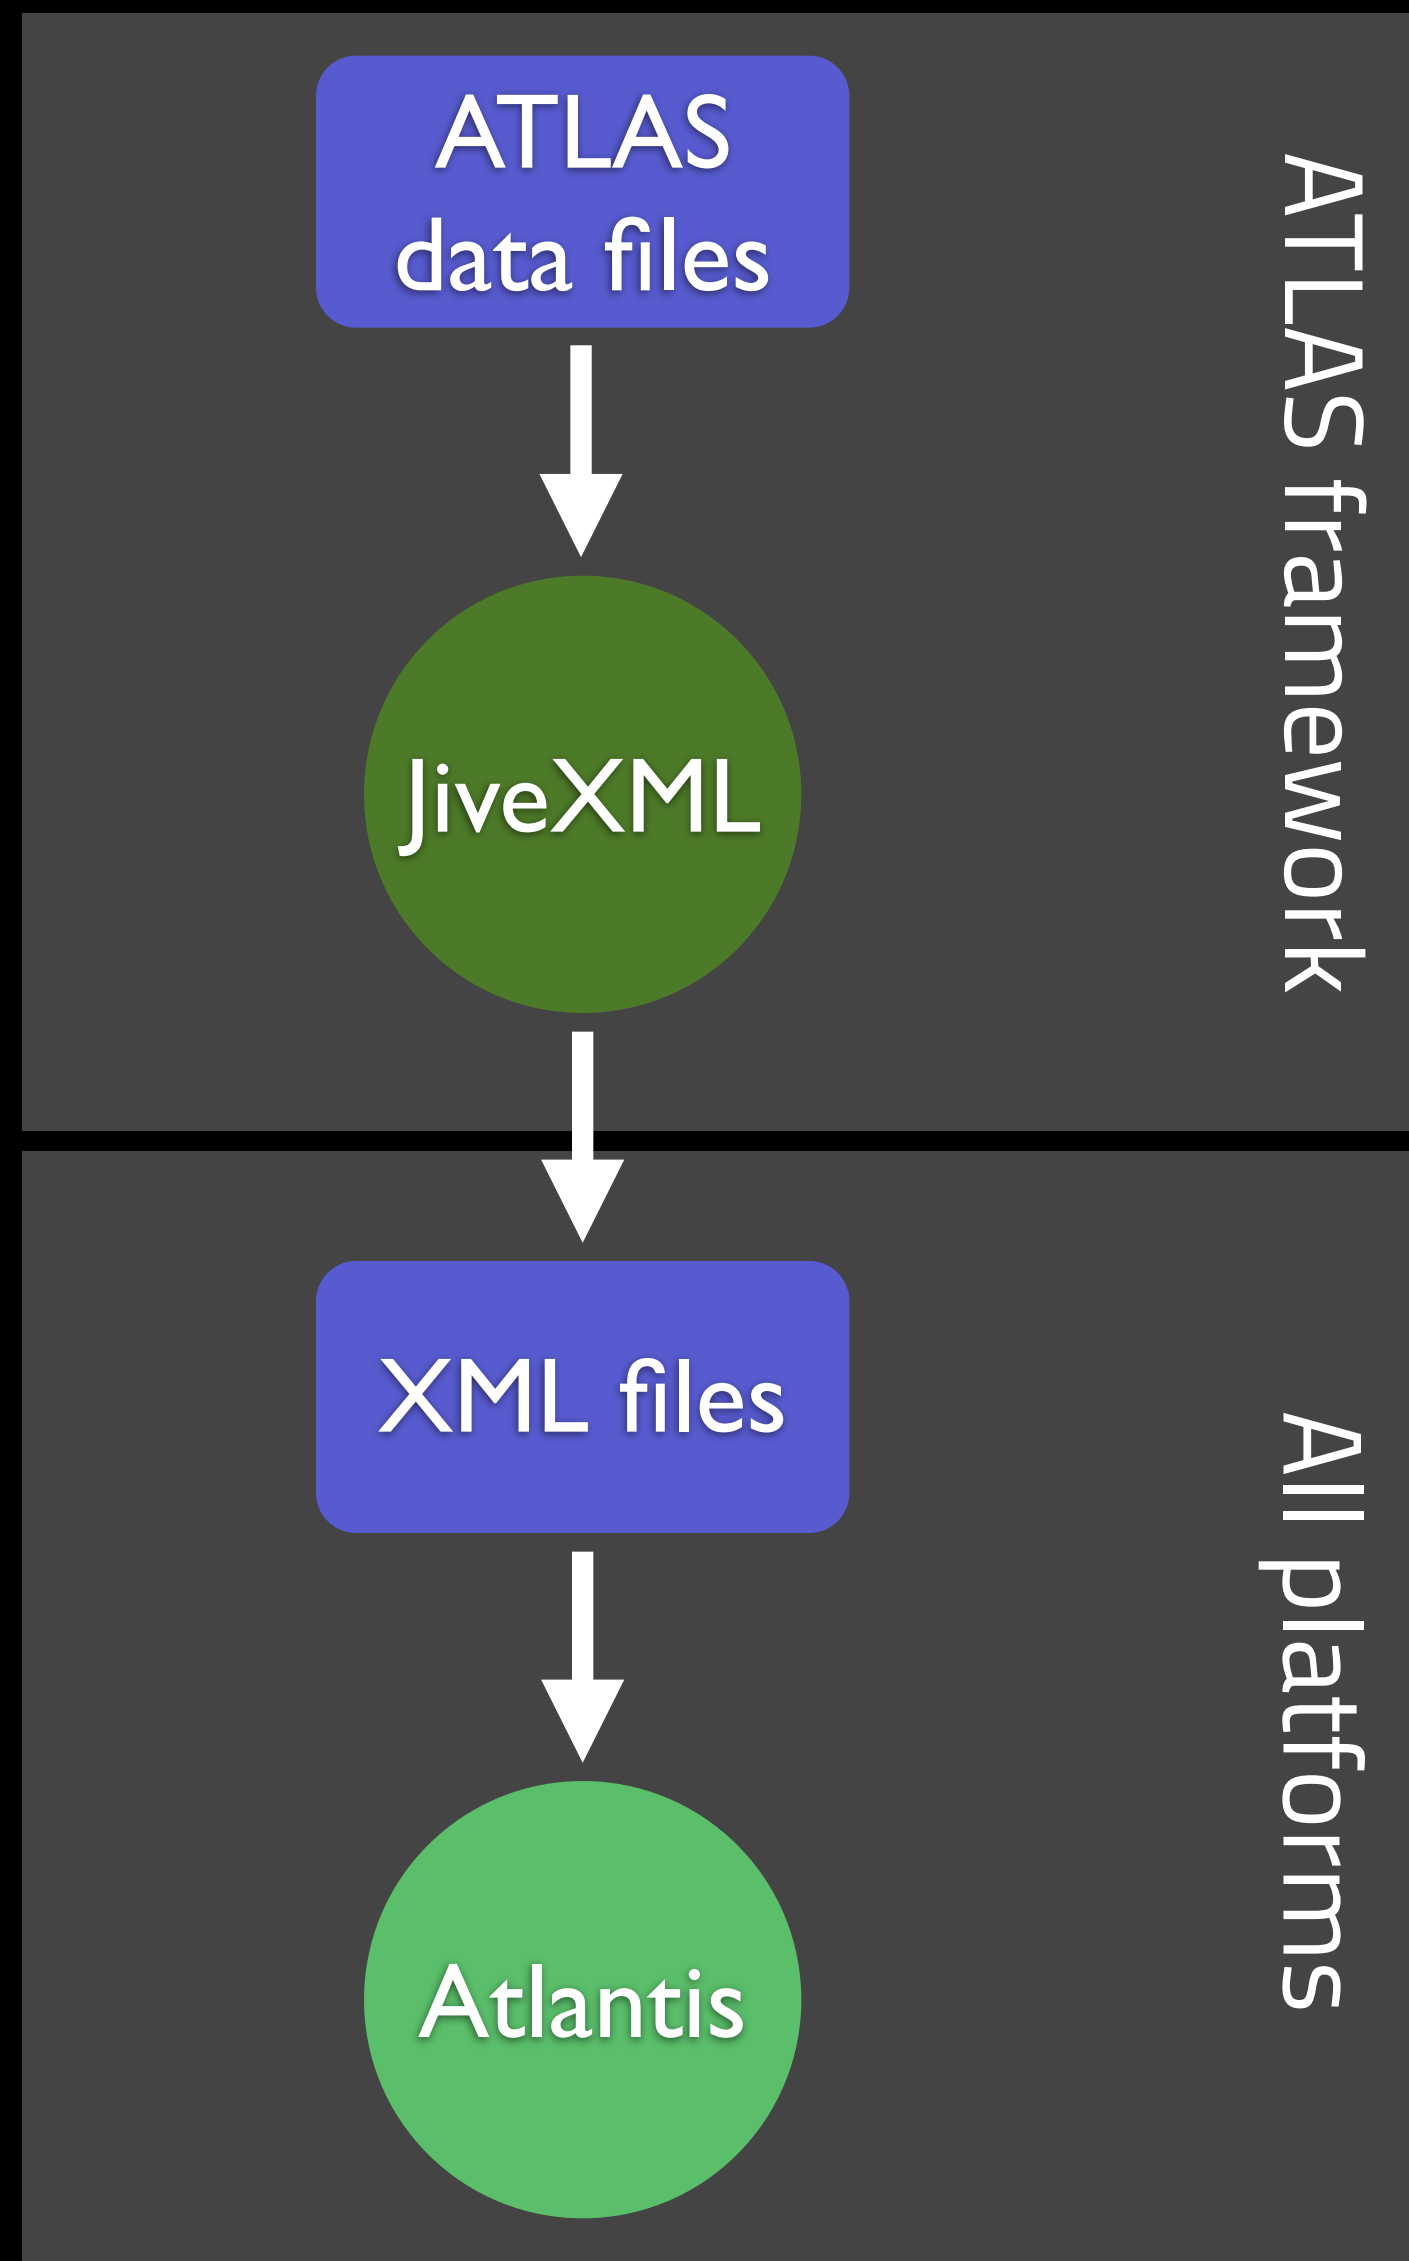 ATLAS
data files
JiveXML
ATLAS framework
XML files
Atlantis
All platforms